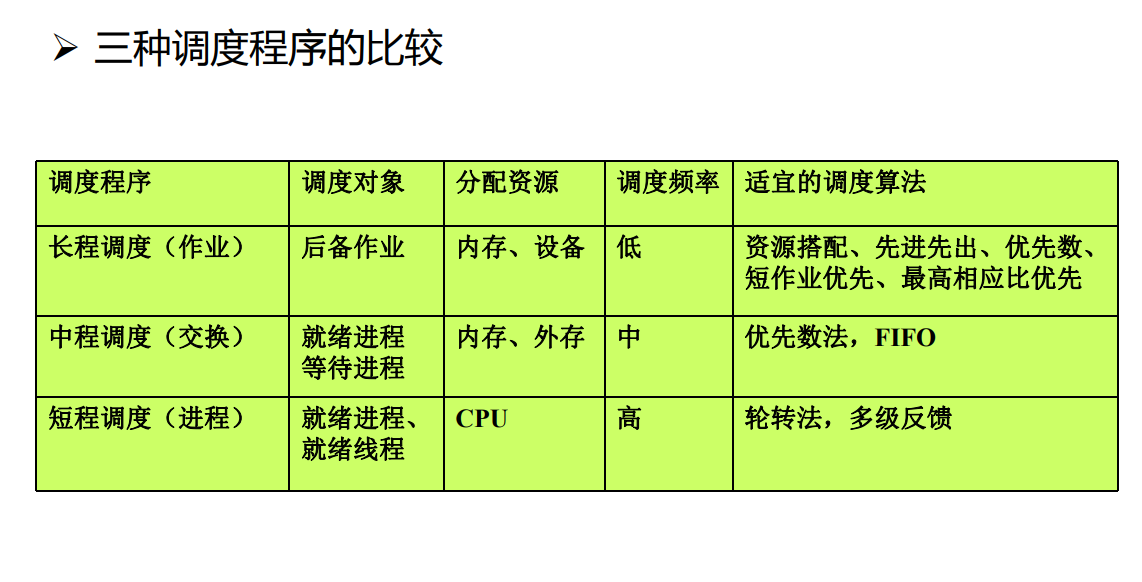 三种调度程序的比较
调度程序 调度对象 分配资源 调度频率 适宜的调度算法
长程调度（作业） 后备作业 内存、设备 低 资源搭配、先进先出、优先数、
短作业优先、最高相应比优先
中程调度（交换） 就绪进程 内存、外存 中 优先数法，FIFO
等待进程
短程调度（进程） 就绪进程、 CPU 高 轮转法，多级反馈
就绪线程